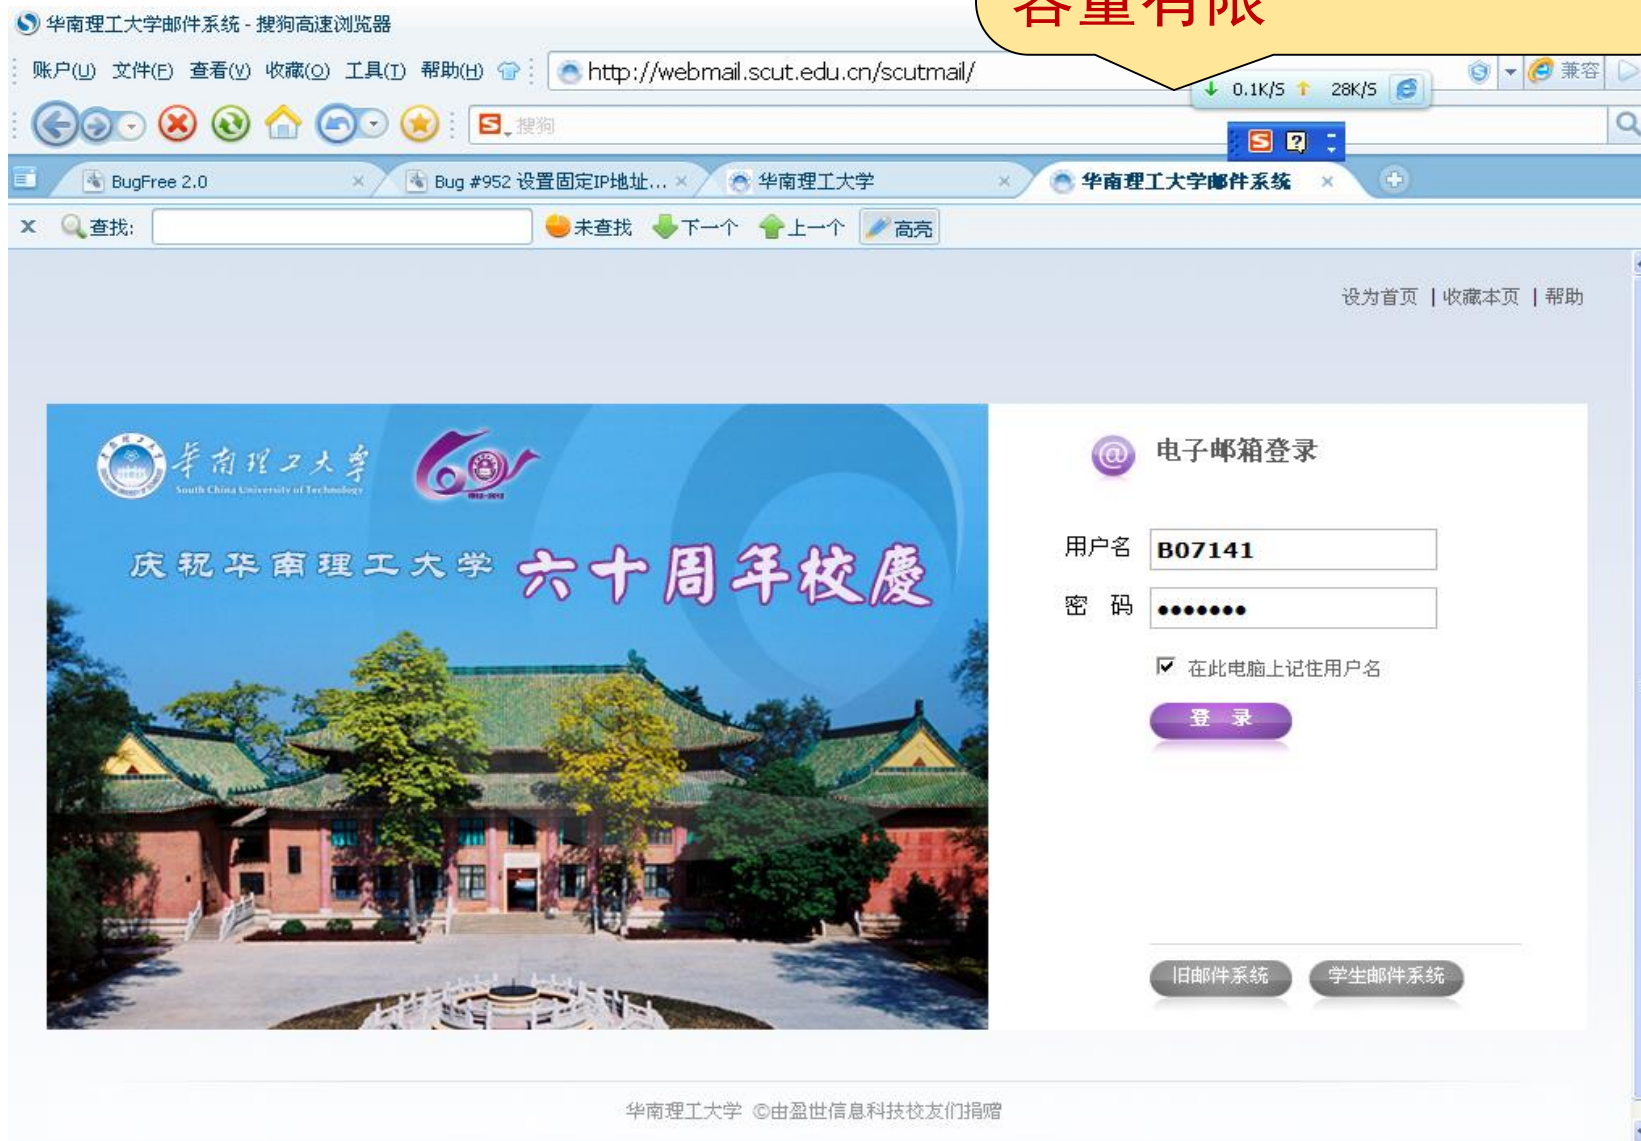 容量有限
华南理工大学邮件系统 - 搜狗高速浏览器
账户(U) 文件(F) 查看(V) 收藏(O) 工具(T) 帮助(H) http://webmail.scut.edu.cn/scutmail/ 兼容
0.1K/S 28K/S
搜狗
BugFree 2.0 Bug #952 设置固定IP地址... 华南理工大学 华南理工大学邮件系统
查找: 未查找 下一个 上一个 高亮
设为首页 | 收藏本页 | 帮助
华南理工大学
South China University of Technology
60
1952-2012
庆祝华南理工大学 六十周年校慶
@ 电子邮箱登录
用户名 B07141
密 码 •••••••
在此电脑上记住用户名
登 录
旧邮件系统 学生邮件系统
华南理工大学 ©由盈世信息科技校友们捐赠